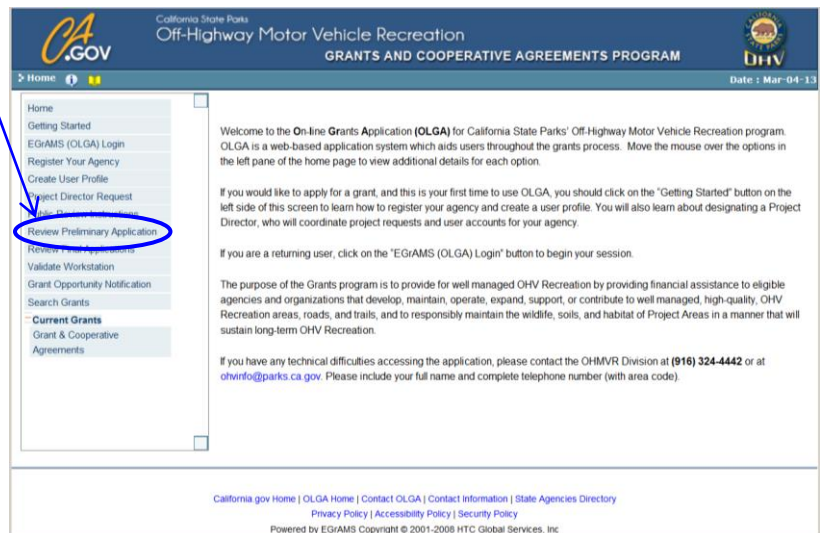 CA
.GOV
California State Parks
Off-Highway Motor Vehicle Recreation
GRANTS AND COOPERATIVE AGREEMENTS PROGRAM
CALIFORNIA STATE PARKS
OHV
Home
Date : Mar-04-13
Home
Getting Started
EGrAMS (OLGA) Login
Register Your Agency
Create User Profile
Project Director Request
Public Review Instructions
Review Preliminary Application
Review Final Applications
Validate Workstation
Grant Opportunity Notification
Search Grants
Current Grants
Grant & Cooperative
Agreements
Welcome to the On-line Grants Application (OLGA) for California State Parks' Off-Highway Motor Vehicle Recreation program.
OLGA is a web-based application system which aids users throughout the grants process. Move the mouse over the options in
the left pane of the home page to view additional details for each option.
If you would like to apply for a grant, and this is your first time to use OLGA, you should click on the "Getting Started" button on the
left side of this screen to learn how to register your agency and create a user profile. You will also learn about designating a Project
Director, who will coordinate project requests and user accounts for your agency.
If you are a returning user, click on the "EGrAMS (OLGA) Login" button to begin your session.
The purpose of the Grants program is to provide for well managed OHV Recreation by providing financial assistance to eligible
agencies and organizations that develop, maintain, operate, expand, support, or contribute to well managed, high-quality, OHV
Recreation areas, roads, and trails, and to responsibly maintain the wildlife, soils, and habitat of Project Areas in a manner that will
sustain long-term OHV Recreation.
If you have any technical difficulties accessing the application, please contact the OHMVR Division at (916) 324-4442 or at
ohvinfo@parks.ca.gov. Please include your full name and complete telephone number (with area code).
California.gov Home | OLGA Home | Contact OLGA | Contact Information | State Agencies Directory
Privacy Policy | Accessibility Policy | Security Policy
Powered by EGrAMS Copyright © 2001-2008 HTC Global Services, Inc